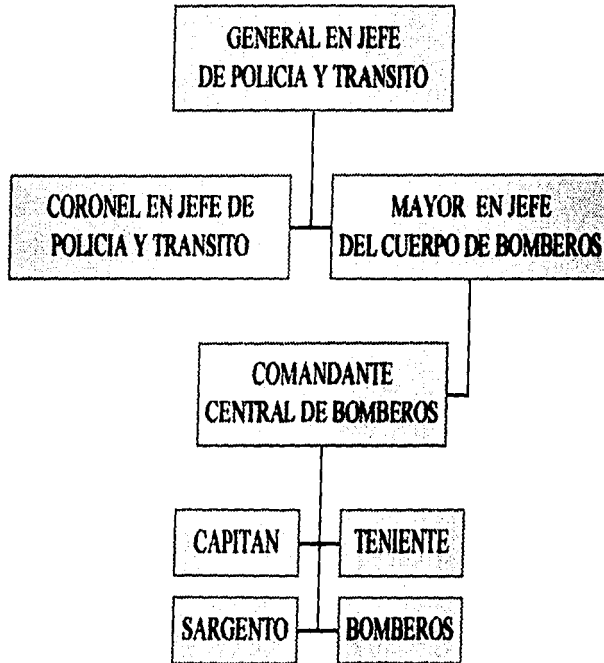 GENERAL EN JEFE
DE POLICIA Y TRANSITO
CORONEL EN JEFE DE
POLICIA Y TRANSITO
MAYOR EN JEFE
DEL CUERPO DE BOMBEROS
COMANDANTE
CENTRAL DE BOMBEROS
CAPITAN
TENIENTE
SARGENTO
BOMBEROS